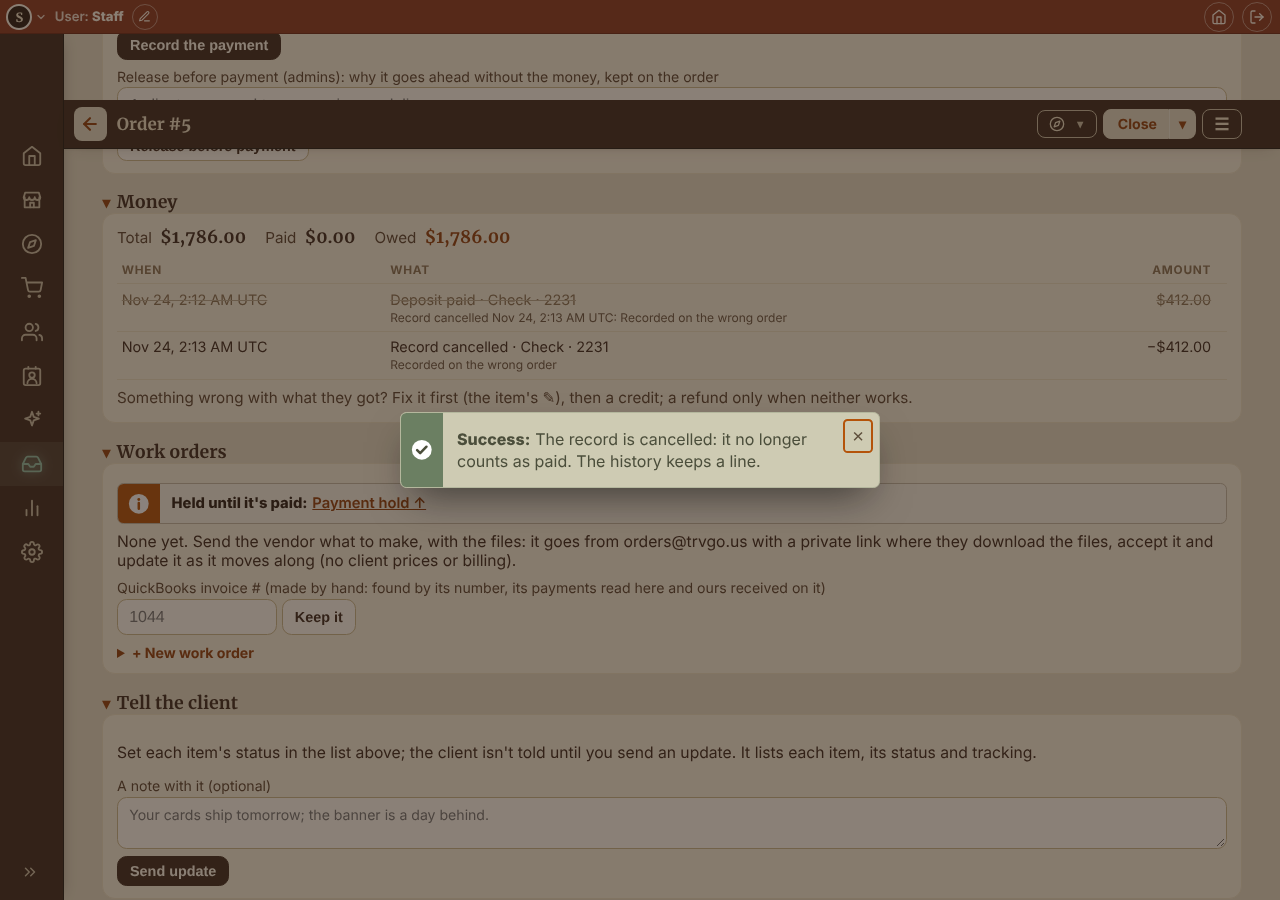 S
User: Staff
Record the payment
Release before payment (admins): why it goes ahead without the money, kept on the order
Order #5
Close
Release before payment
Money
Total $1,786.00 Paid $0.00 Owed $1,786.00
WHEN WHAT AMOUNT
Nov 24, 2:12 AM UTC Deposit paid · Check · 2231 $412.00
Record cancelled Nov 24, 2:13 AM UTC: Recorded on the wrong order
Nov 24, 2:13 AM UTC Record cancelled · Check · 2231 −$412.00
Recorded on the wrong order
Something wrong with what they got? Fix it first (the item's ✎), then a credit; a refund only when neither works.
Success: The record is cancelled: it no longer
counts as paid. The history keeps a line.
Work orders
Held until it's paid: Payment hold ↑
None yet. Send the vendor what to make, with the files: it goes from orders@trvgo.us with a private link where they download the files, accept it and
update it as it moves along (no client prices or billing).
QuickBooks invoice # (made by hand: found by its number, its payments read here and ours received on it)
1044 Keep it
+ New work order
Tell the client
Set each item's status in the list above; the client isn't told until you send an update. It lists each item, its status and tracking.
A note with it (optional)
Your cards ship tomorrow; the banner is a day behind.
Send update